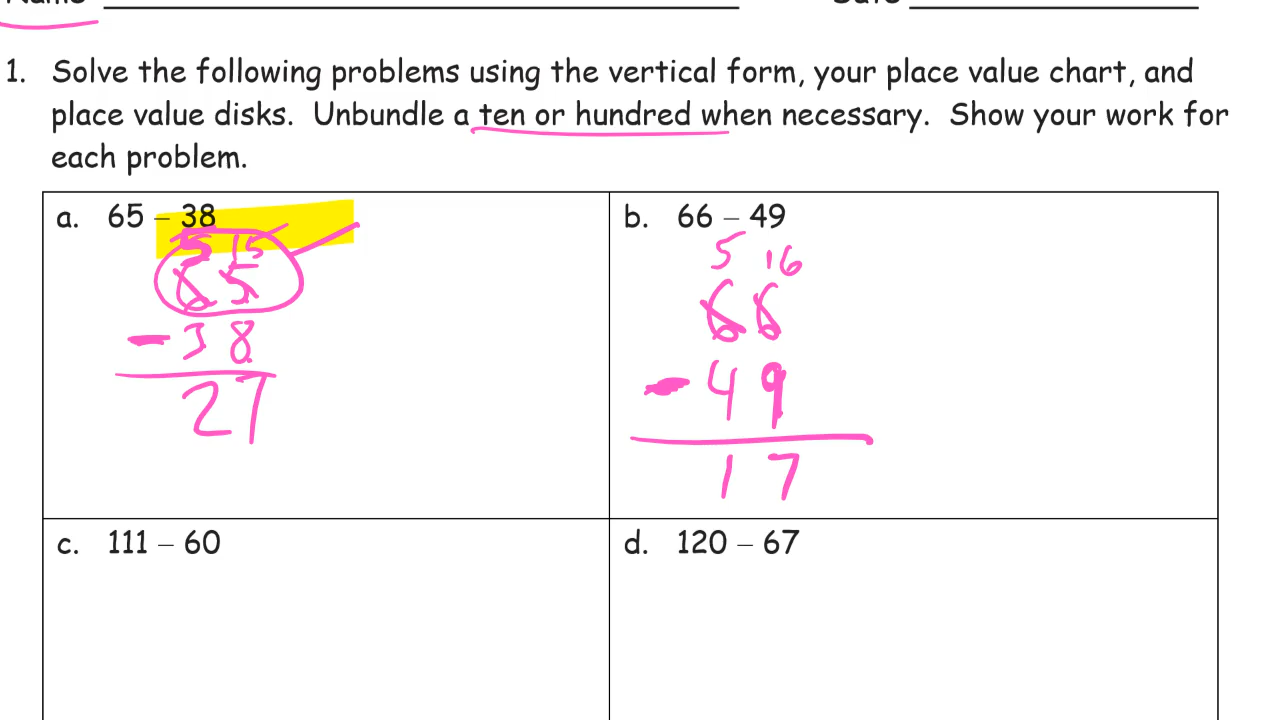 Name Date
1. Solve the following problems using the vertical form, your place value chart, and
place value disks. Unbundle a ten or hundred when necessary. Show your work for
each problem.
a. 65 – 38
5 15
65
- 38
27
b. 66 – 49
5 16
66
- 49
17
c. 111 – 60
d. 120 – 67